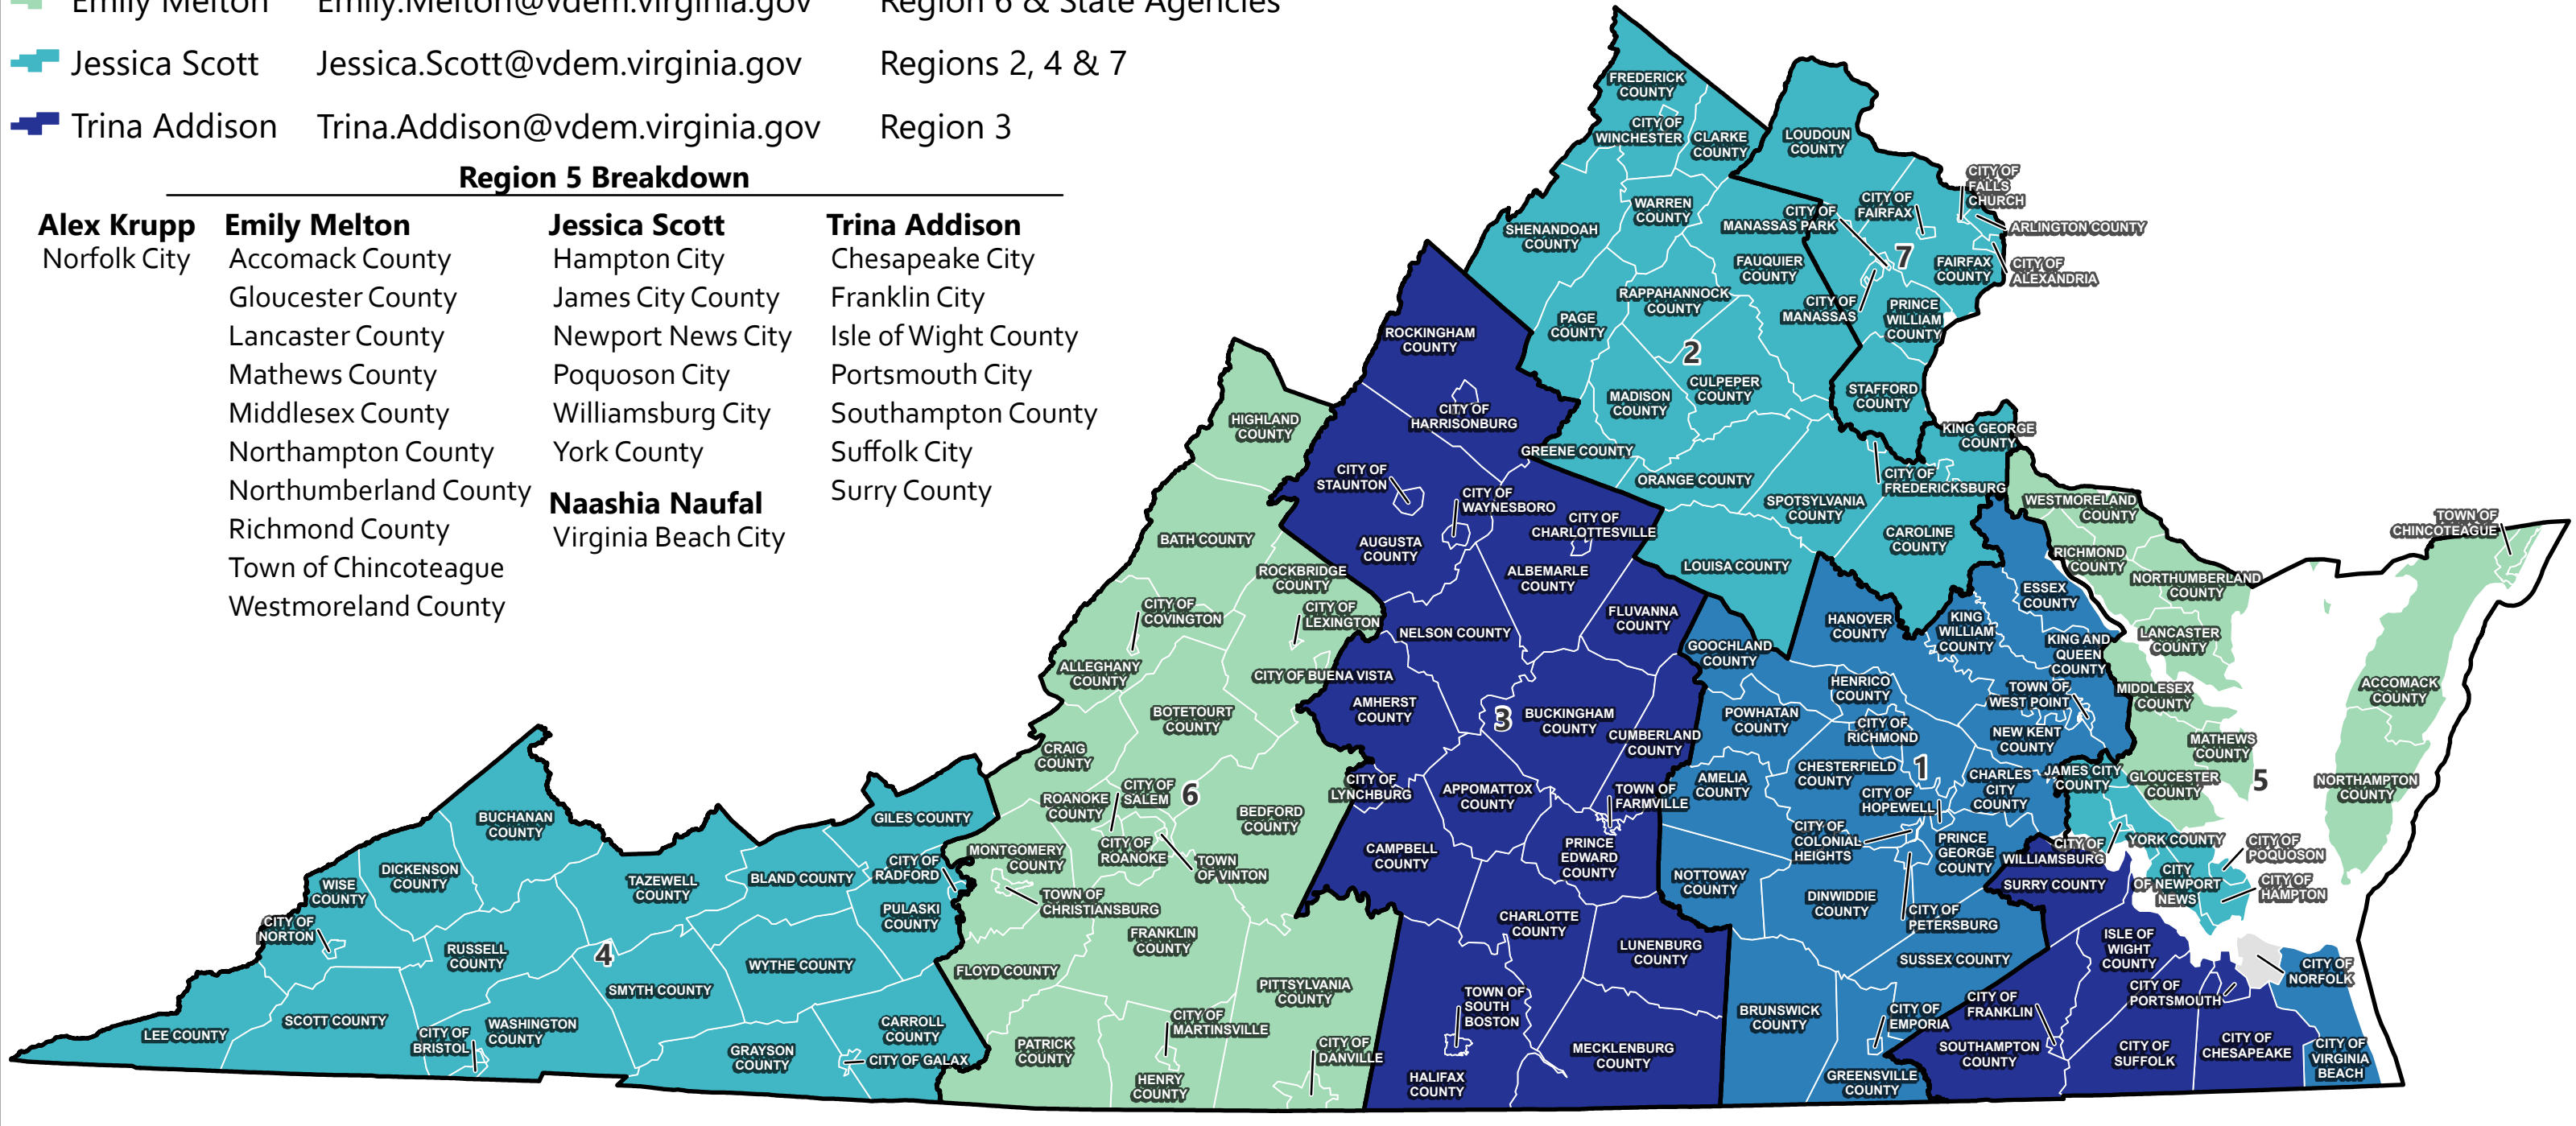 Emily Melton Emily.Melton@vdem.virginia.gov Region 6 & State Agencies
Jessica Scott Jessica.Scott@vdem.virginia.gov Regions 2, 4 & 7
Trina Addison Trina.Addison@vdem.virginia.gov Region 3
Region 5 Breakdown
Alex Krupp
Norfolk City
Emily Melton
Accomack County
Gloucester County
Lancaster County
Mathews County
Middlesex County
Northampton County
Northumberland County
Richmond County
Town of Chincoteague
Westmoreland County
Jessica Scott
Hampton City
James City County
Newport News City
Poquoson City
Williamsburg City
York County
Naashia Naufal
Virginia Beach City
Trina Addison
Chesapeake City
Franklin City
Isle of Wight County
Portsmouth City
Southampton County
Suffolk City
Surry County
FREDERICK
COUNTY
CITY OF
WINCHESTER
CLARKE
COUNTY
WARREN
COUNTY
SHENANDOAH
COUNTY
FAUQUIER
COUNTY
RAPPAHANNOCK
COUNTY
PAGE
COUNTY
2
MADISON
COUNTY
CULPEPER
COUNTY
GREENE COUNTY
ORANGE COUNTY
SPOTSYLVANIA
COUNTY
CITY OF
FREDERICKSBURG
KING GEORGE
COUNTY
CAROLINE
COUNTY
LOUISA COUNTY
LOUDOUN
COUNTY
CITY OF
FALLS
CHURCH
CITY OF
FAIRFAX
CITY OF
MANASSAS PARK
ARLINGTON COUNTY
7
FAIRFAX
COUNTY
CITY OF
ALEXANDRIA
CITY OF
MANASSAS
PRINCE
WILLIAM
COUNTY
STAFFORD
COUNTY
ROCKINGHAM
COUNTY
CITY OF
HARRISONBURG
CITY OF
STAUNTON
CITY OF
WAYNESBORO
CITY OF
CHARLOTTESVILLE
AUGUSTA
COUNTY
ALBEMARLE
COUNTY
FLUVANNA
COUNTY
NELSON COUNTY
AMHERST
COUNTY
3
BUCKINGHAM
COUNTY
CUMBERLAND
COUNTY
CITY OF
LYNCHBURG
APPOMATTOX
COUNTY
TOWN OF
FARMVILLE
CAMPBELL
COUNTY
PRINCE
EDWARD
COUNTY
CHARLOTTE
COUNTY
LUNENBURG
COUNTY
TOWN OF
SOUTH
BOSTON
HALIFAX
COUNTY
MECKLENBURG
COUNTY
HIGHLAND
COUNTY
BATH COUNTY
ROCKBRIDGE
COUNTY
CITY OF
COVINGTON
CITY OF
LEXINGTON
ALLEGHANY
COUNTY
CITY OF BUENA VISTA
BOTETOURT
COUNTY
CRAIG
COUNTY
ROANOKE
COUNTY
CITY OF
SALEM
6
BEDFORD
COUNTY
CITY OF
ROANOKE
TOWN
OF VINTON
MONTGOMERY
COUNTY
TOWN OF
CHRISTIANSBURG
FRANKLIN
COUNTY
FLOYD COUNTY
PITTSYLVANIA
COUNTY
CITY OF
MARTINSVILLE
PATRICK
COUNTY
HENRY
COUNTY
CITY OF
DANVILLE
BUCHANAN
COUNTY
DICKENSON
COUNTY
WISE
COUNTY
CITY OF
NORTON
GILES COUNTY
TAZEWELL
COUNTY
BLAND COUNTY
CITY OF
RADFORD
PULASKI
COUNTY
RUSSELL
COUNTY
4
WYTHE COUNTY
SMYTH COUNTY
LEE COUNTY
SCOTT COUNTY
CITY OF
BRISTOL
WASHINGTON
COUNTY
GRAYSON
COUNTY
CARROLL
COUNTY
CITY OF GALAX
HANOVER
COUNTY
GOOCHLAND
COUNTY
KING
WILLIAM
COUNTY
ESSEX
COUNTY
KING AND
QUEEN
COUNTY
HENRICO
COUNTY
TOWN OF
WEST POINT
POWHATAN
COUNTY
CITY OF
RICHMOND
NEW KENT
COUNTY
AMELIA
COUNTY
CHESTERFIELD
COUNTY
1
CHARLES
CITY
COUNTY
CITY OF
HOPEWELL
CITY OF
COLONIAL
HEIGHTS
PRINCE
GEORGE
COUNTY
NOTTOWAY
COUNTY
DINWIDDIE
COUNTY
CITY OF
PETERSBURG
SUSSEX COUNTY
BRUNSWICK
COUNTY
CITY OF
EMPORIA
GREENSVILLE
COUNTY
WESTMORELAND
COUNTY
RICHMOND
COUNTY
NORTHUMBERLAND
COUNTY
LANCASTER
COUNTY
MIDDLESEX
COUNTY
MATHEWS
COUNTY
GLOUCESTER
COUNTY
5
TOWN OF
CHINCOTEAGUE
ACCOMACK
COUNTY
NORTHAMPTON
COUNTY
JAMES CITY
COUNTY
YORK COUNTY
CITY OF
WILLIAMSBURG
CITY OF
POQUOSON
CITY
OF NEWPORT
NEWS
CITY OF
HAMPTON
SURRY COUNTY
ISLE OF
WIGHT
COUNTY
CITY OF
NORFOLK
CITY OF
PORTSMOUTH
CITY OF
FRANKLIN
SOUTHAMPTON
COUNTY
CITY OF
SUFFOLK
CITY OF
CHESAPEAKE
CITY OF
VIRGINIA
BEACH